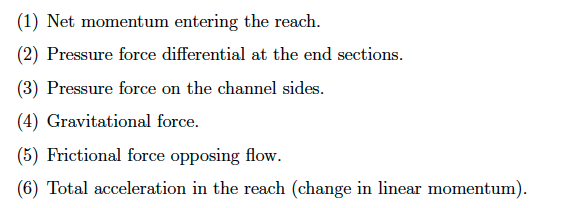 (1) Net momentum entering the reach.
(2) Pressure force differential at the end sections.
(3) Pressure force on the channel sides.
(4) Gravitational force.
(5) Frictional force opposing flow.
(6) Total acceleration in the reach (change in linear momentum).